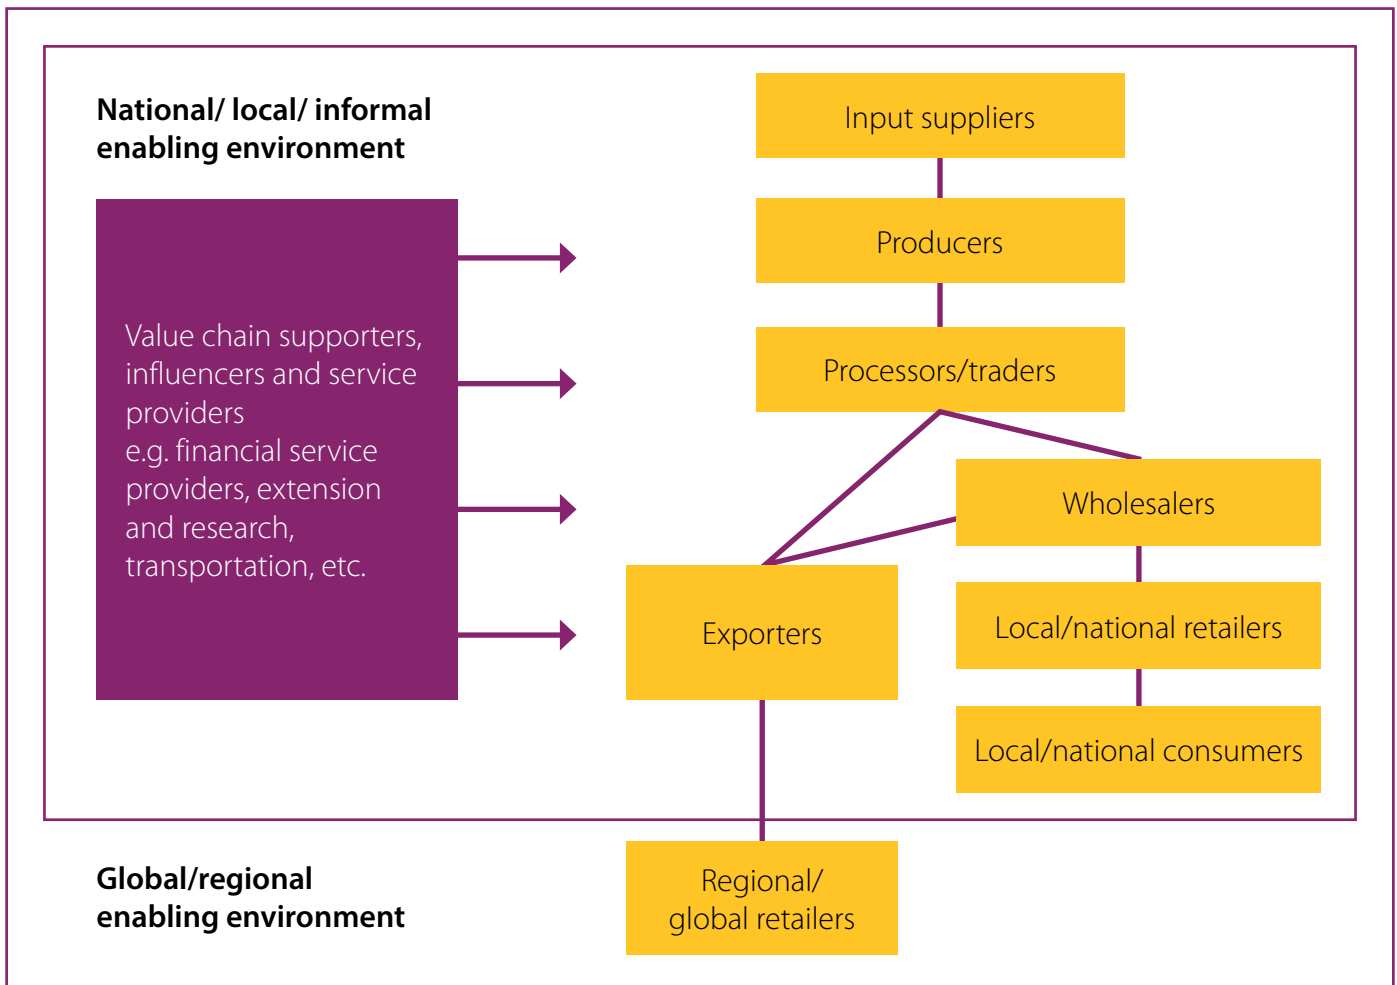 National/ local/ informal
enabling environment
Value chain supporters,
influencers and service
providers
e.g. financial service
providers, extension
and research,
transportation, etc.
Input suppliers
Producers
Processors/traders
Wholesalers
Exporters
Local/national retailers
Local/national consumers
Global/regional
enabling environment
Regional/
global retailers